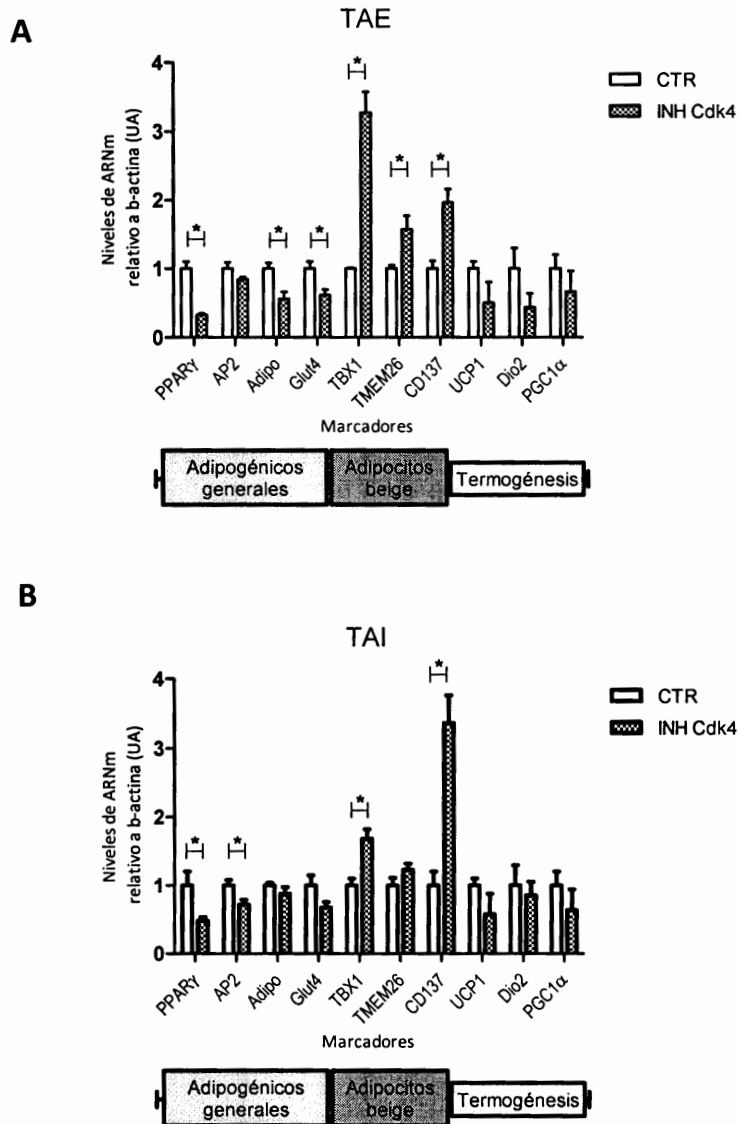 A
TAE
Niveles de ARNm
relativo a b-actina (UA)
4
3
2
1
0
* * * * * *
CTR
INH Cdk4
PPARγ AP2 Adipo Glut4 TBX1 TMEM26 CD137 UCP1 Dio2 PGC1α
Marcadores
Adipogénicos
generales
Adipocitos
beige
Termogénesis
B
TAI
Niveles de ARNm
relativo a b-actina (UA)
4
3
2
1
0
* * * *
CTR
INH Cdk4
PPARγ AP2 Adipo Glut4 TBX1 TMEM26 CD137 UCP1 Dio2 PGC1α
Marcadores
Adipogénicos
generales
Adipocitos
beige
Termogénesis